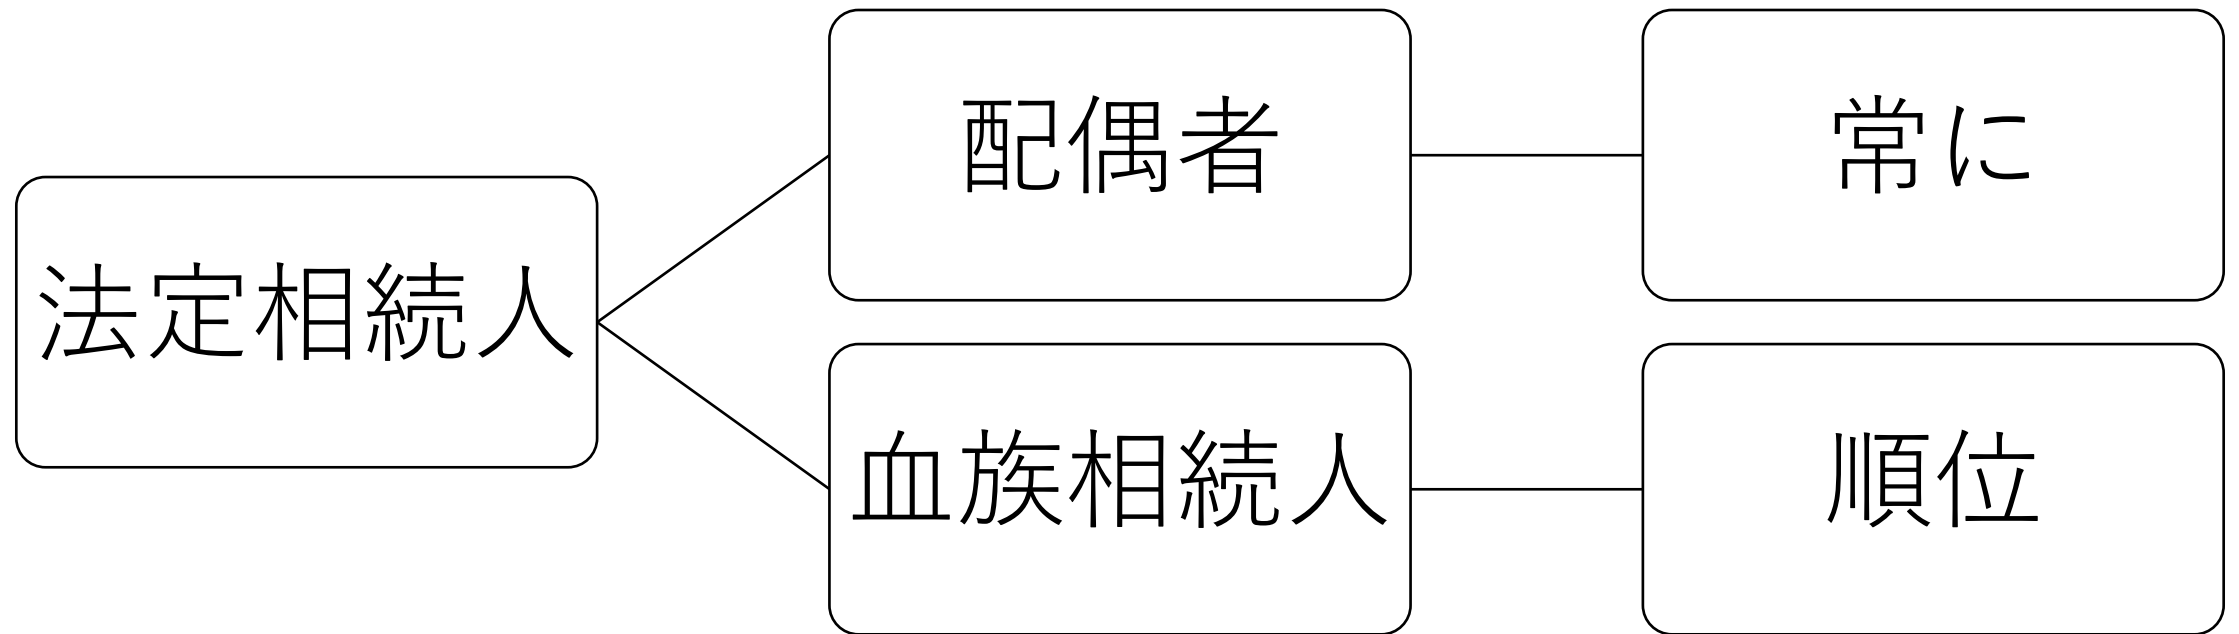 法定相続人
配偶者
常に
血族相続人
順位